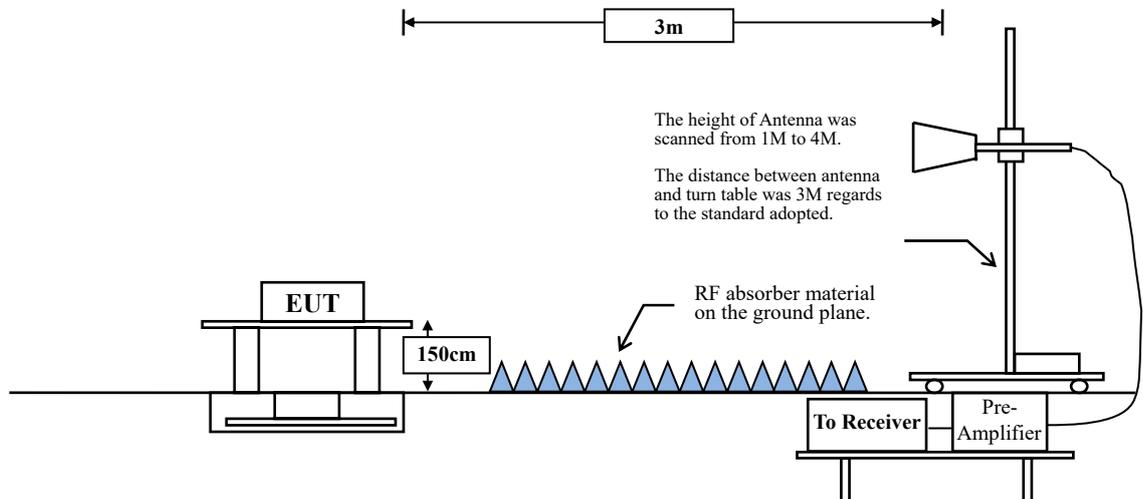 3m
The height of Antenna was
scanned from 1M to 4M.
The distance between antenna
and turn table was 3M regards
to the standard adopted.
EUT
RF absorber material
on the ground plane.
150cm
To Receiver
Pre-
Amplifier